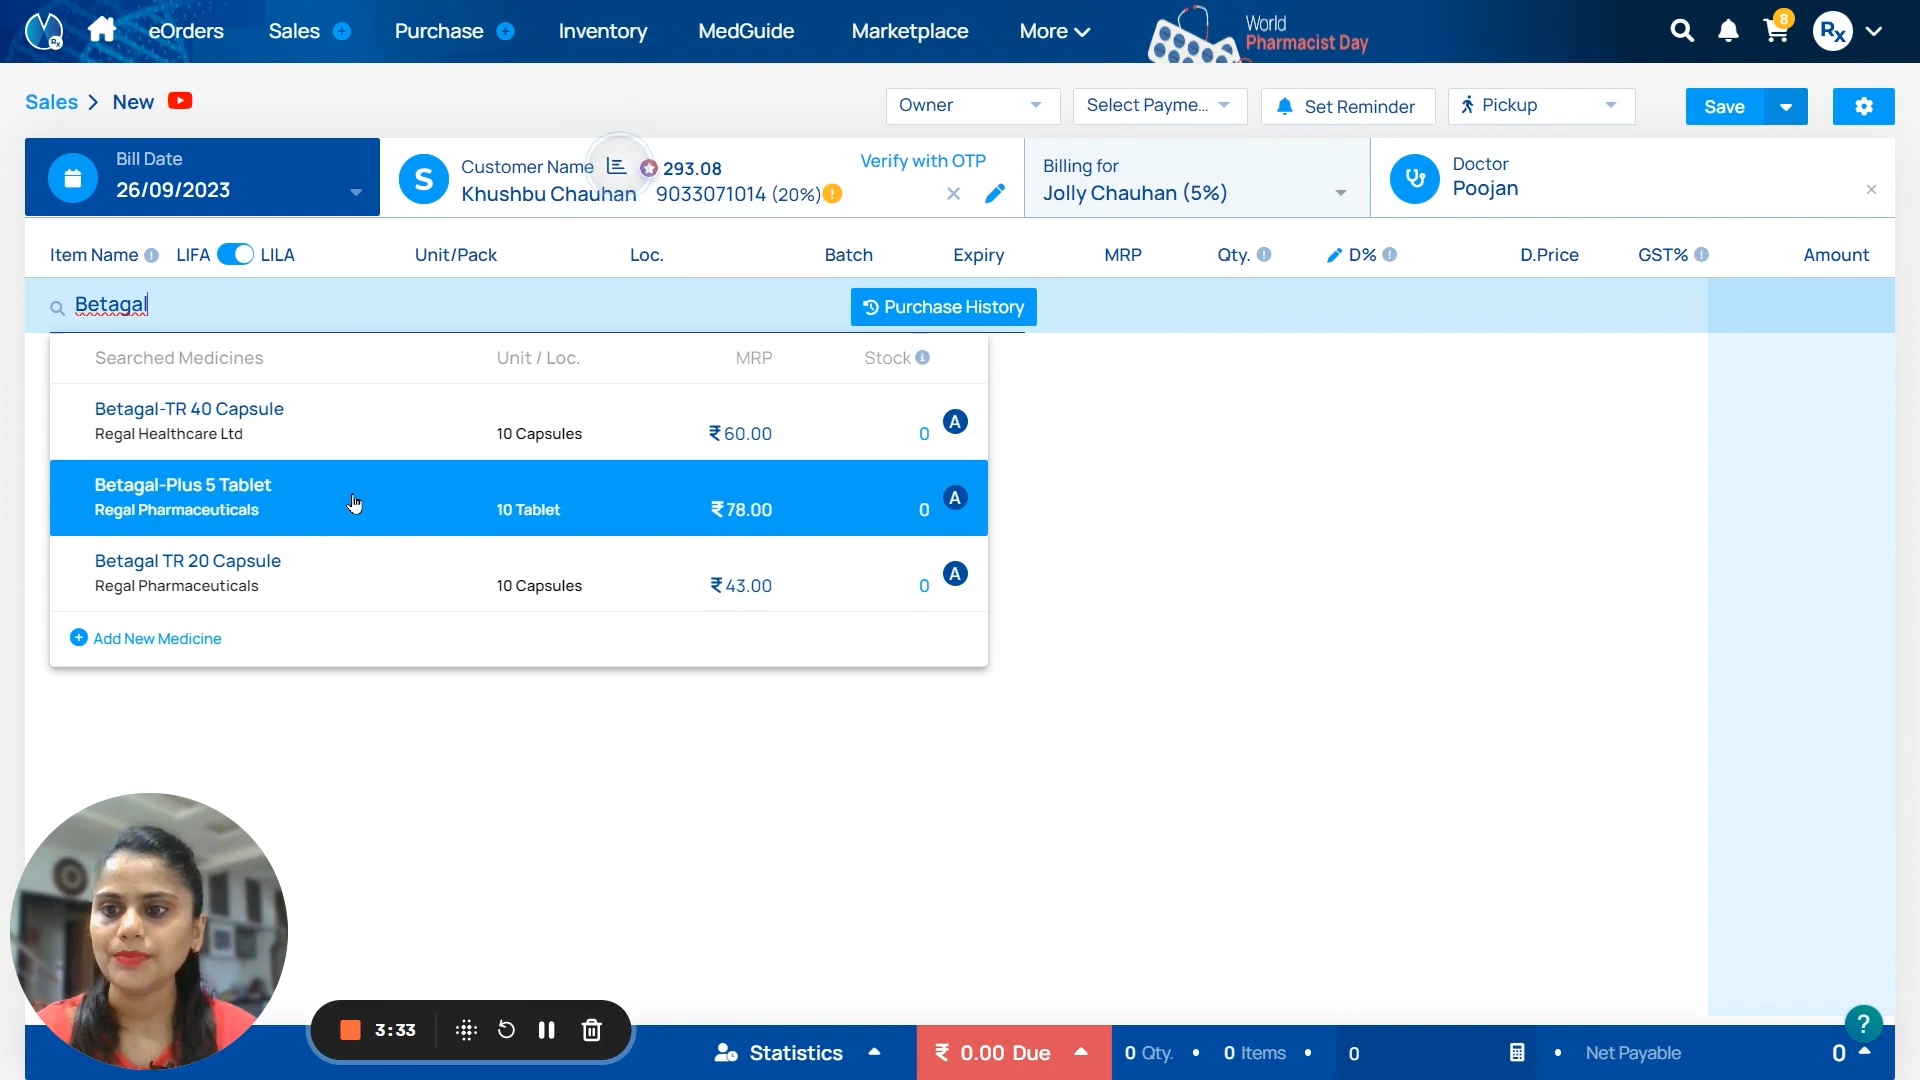 eOrders Sales Purchase Inventory MedGuide Marketplace More World Pharmacist Day 8 Rx
Sales > New Owner Select Payme... Set Reminder Pickup Save
Bill Date
26/09/2023
S
Customer Name 293.08 Verify with OTP
Khushbu Chauhan 9033071014 (20%)
Billing for
Jolly Chauhan (5%)
Doctor
Poojan
Item Name LIFA LILA Unit/Pack Loc. Batch Expiry MRP Qty. D% D.Price GST% Amount
Betagal Purchase History
Searched Medicines Unit / Loc. MRP Stock
Betagal-TR 40 Capsule
Regal Healthcare Ltd 10 Capsules ₹60.00 0 A
Betagal-Plus 5 Tablet
Regal Pharmaceuticals 10 Tablet ₹78.00 0 A
Betagal TR 20 Capsule
Regal Pharmaceuticals 10 Capsules ₹43.00 0 A
Add New Medicine
3:33
Statistics ₹ 0.00 Due 0 Qty. • 0 Items • 0 • Net Payable 0
?